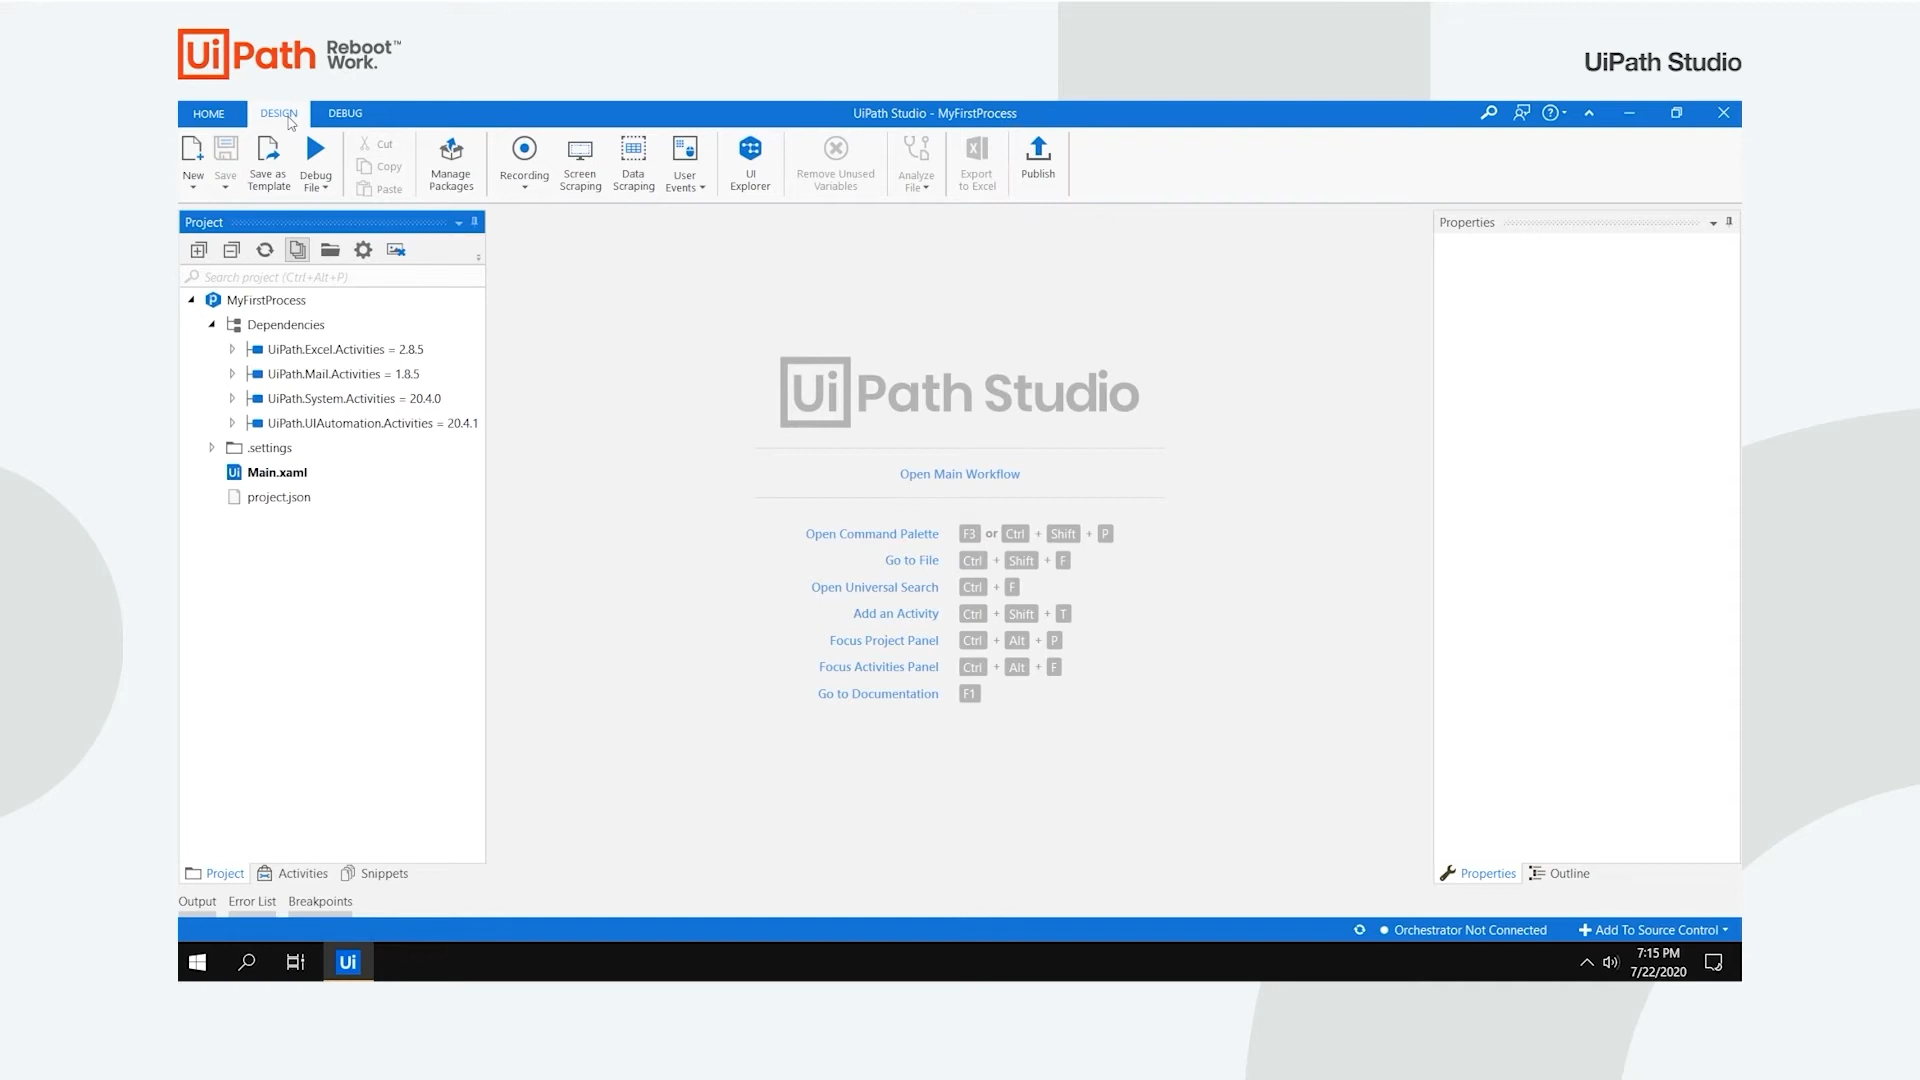 UiPath Reboot™ Work.
UiPath Studio
HOME DESIGN DEBUG
UiPath Studio - MyFirstProcess
New Save Save as Template Debug File
Cut
Copy
Paste
Manage Packages
Recording Screen Scraping Data Scraping User Events
UI Explorer
Remove Unused Variables
Analyze File
Export to Excel
Publish
Project
Search project (Ctrl+Alt+P)
MyFirstProcess
Dependencies
UiPath.Excel.Activities = 2.8.5
UiPath.Mail.Activities = 1.8.5
UiPath.System.Activities = 20.4.0
UiPath.UIAutomation.Activities = 20.4.1
.settings
Main.xaml
project.json
UiPath Studio
Open Main Workflow
Open Command Palette F3 or Ctrl + Shift + P
Go to File Ctrl + Shift + F
Open Universal Search Ctrl + F
Add an Activity Ctrl + Shift + T
Focus Project Panel Ctrl + Alt + P
Focus Activities Panel Ctrl + Alt + F
Go to Documentation F1
Properties
Project Activities Snippets
Properties Outline
Output Error List Breakpoints
Orchestrator Not Connected
Add To Source Control
Ui
7:15 PM
7/22/2020